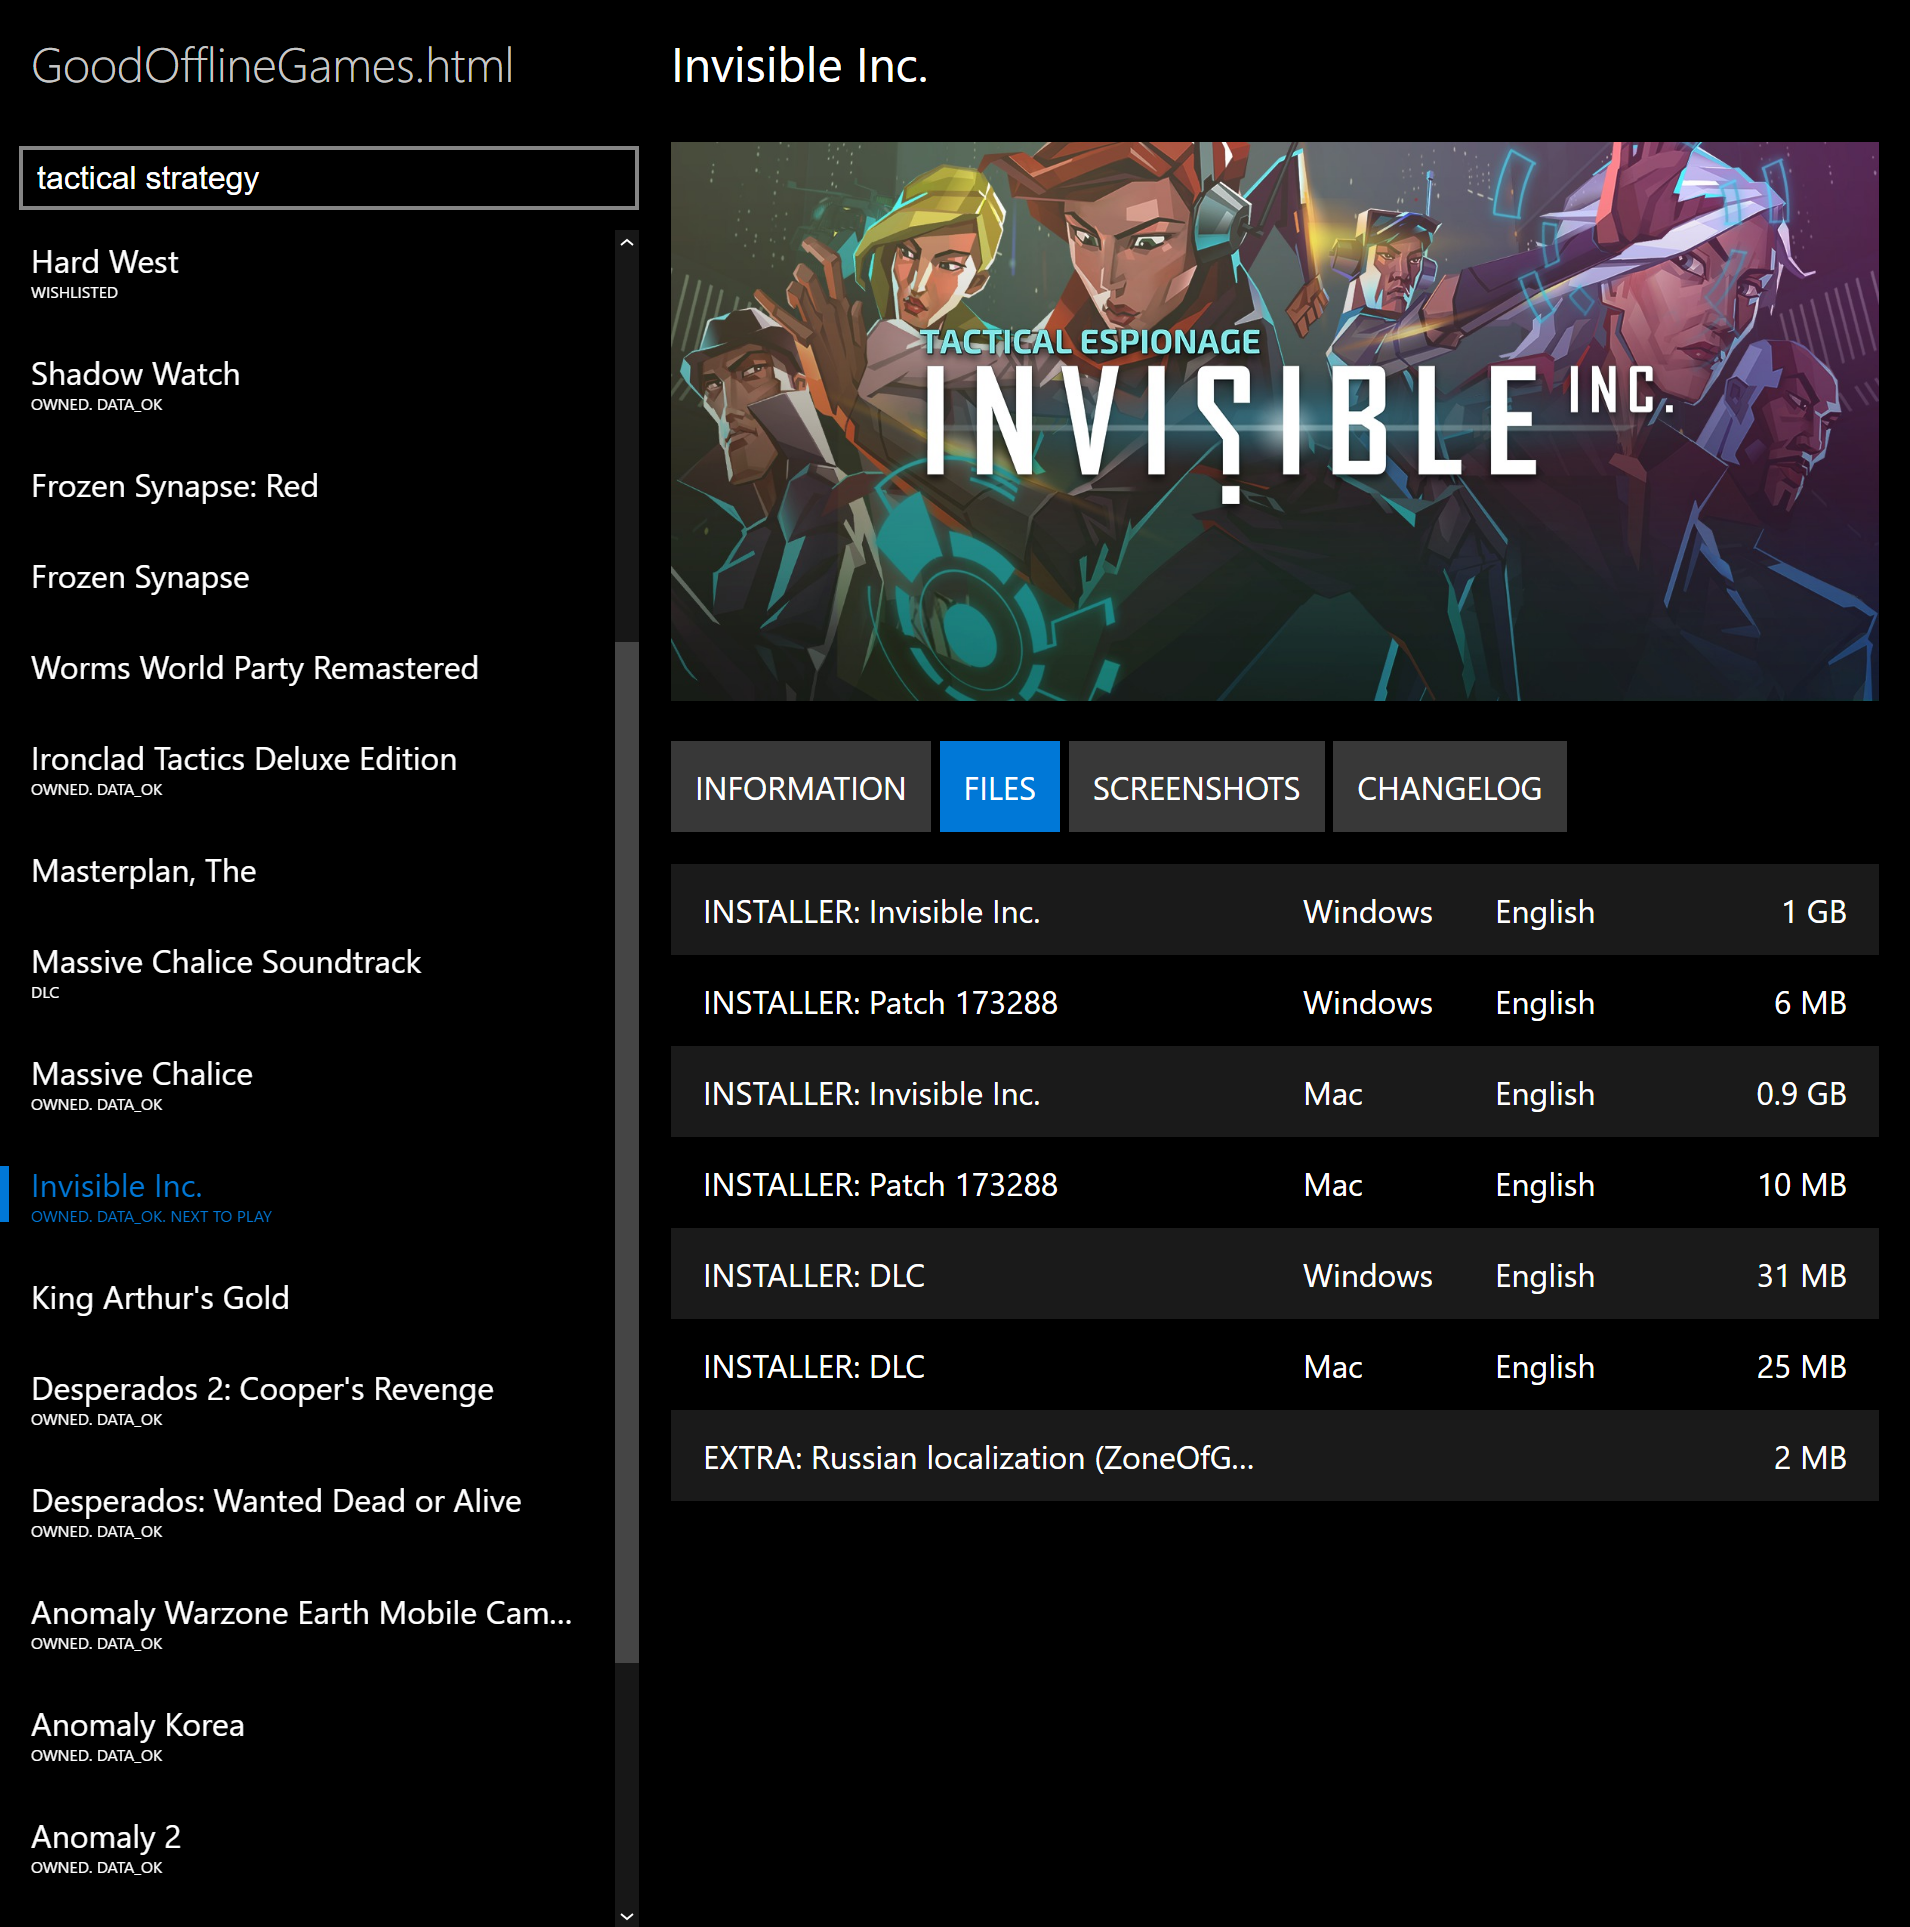 GoodOfflineGames.html
tactical strategy
Hard West
WISHLISTED
Shadow Watch
OWNED. DATA_OK
Frozen Synapse: Red
Frozen Synapse
Worms World Party Remastered
Ironclad Tactics Deluxe Edition
OWNED. DATA_OK
Masterplan, The
Massive Chalice Soundtrack
DLC
Massive Chalice
OWNED. DATA_OK
Invisible Inc.
OWNED. DATA_OK. NEXT TO PLAY
King Arthur's Gold
Desperados 2: Cooper's Revenge
OWNED. DATA_OK
Desperados: Wanted Dead or Alive
OWNED. DATA_OK
Anomaly Warzone Earth Mobile Cam...
OWNED. DATA_OK
Anomaly Korea
OWNED. DATA_OK
Anomaly 2
OWNED. DATA_OK
Invisible Inc.
TACTICAL ESPIONAGE
INVISIBLE INC.
INFORMATION FILES SCREENSHOTS CHANGELOG
INSTALLER: Invisible Inc. Windows English 1 GB
INSTALLER: Patch 173288 Windows English 6 MB
INSTALLER: Invisible Inc. Mac English 0.9 GB
INSTALLER: Patch 173288 Mac English 10 MB
INSTALLER: DLC Windows English 31 MB
INSTALLER: DLC Mac English 25 MB
EXTRA: Russian localization (ZoneOfG... 2 MB